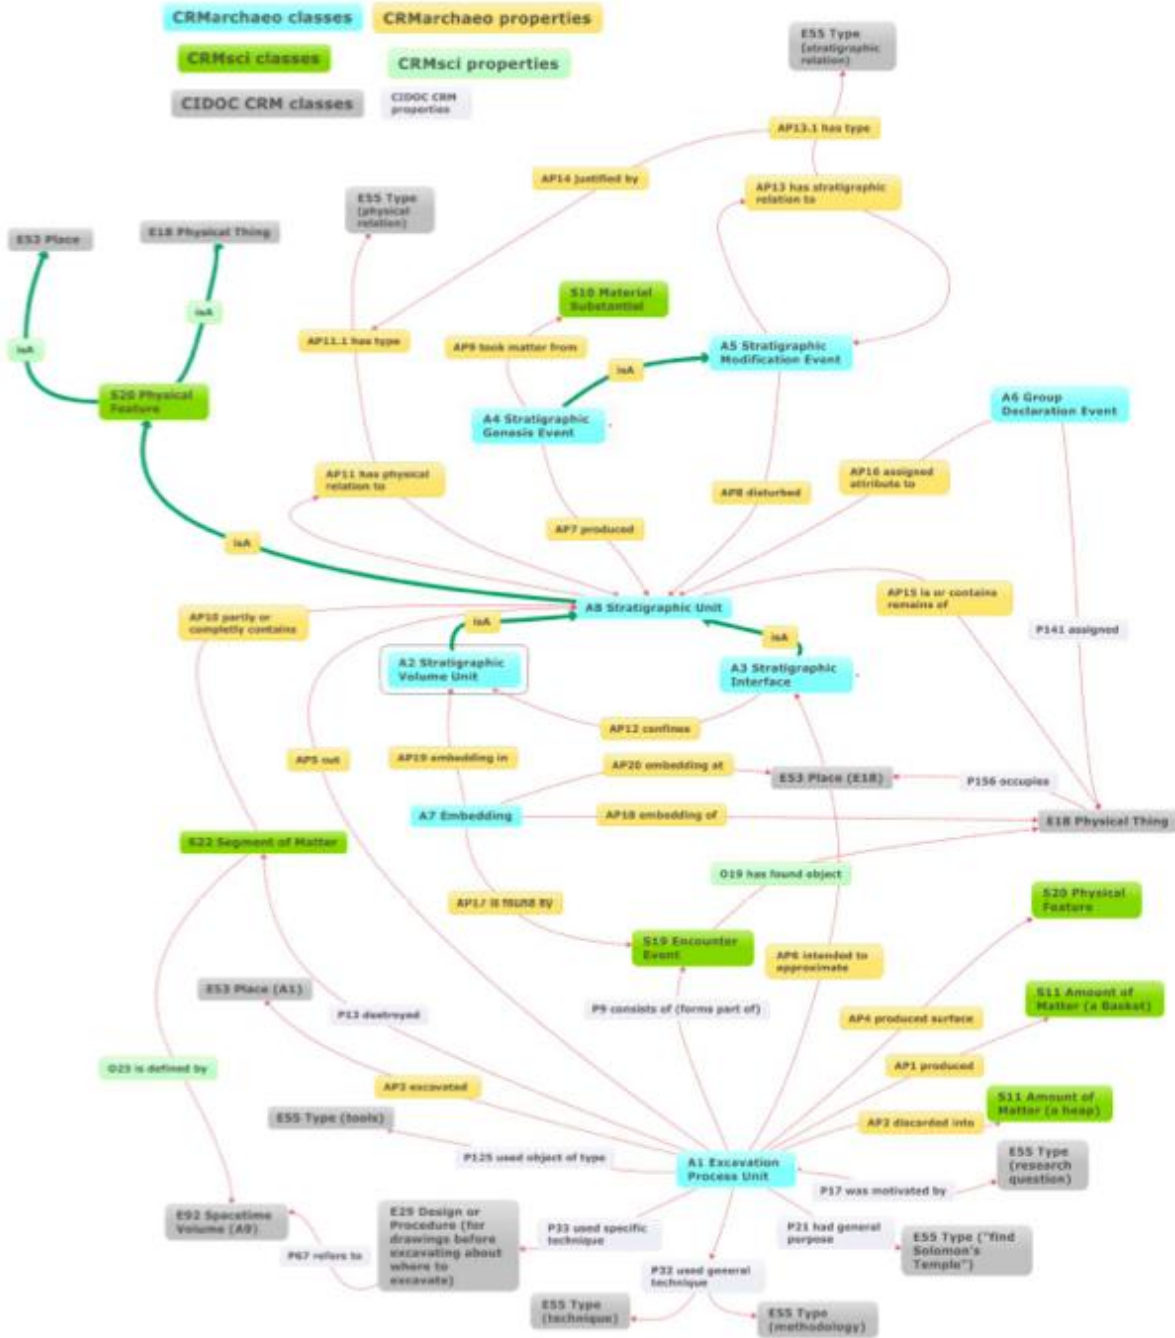 CRMarchaeo classes
CRMarchaeo properties
CRMsci classes
CRMsci properties
CIDOC CRM classes
CIDOC CRM
properties
E55 Type
(stratigraphic
relation)
AP13.1 has type
AP14 justified by
AP13 has stratigraphic
relation to
E55 Type
(physical
relation)
E53 Place
E18 Physical Thing
isA
isA
S10 Material
Substantial
AP11.1 has type
AP9 took matter from
A5 Stratigraphic
Modification Event
isA
S20 Physical
Feature
A4 Stratigraphic
Genesis Event
A6 Group
Declaration Event
AP11 has physical
relation to
AP16 assigned
attribute to
AP8 disturbed
AP7 produced
isA
AP15 is or contains
remains of
A8 Stratigraphic Unit
AP10 partly or
completly contains
isA
isA
P141 assigned
A2 Stratigraphic
Volume Unit
A3 Stratigraphic
Interface
AP12 confines
AP5 cut
AP19 embedding in
AP20 embedding at
E53 Place (E18)
P156 occupies
A7 Embedding
AP18 embedding of
E18 Physical Thing
E22 Segment of Matter
O19 has found object
AP17 is found by
S20 Physical
Feature
S19 Encounter
Event
AP6 intended to
approximate
E53 Place (A1)
P13 destroyed
P9 consists of (forms part of)
S11 Amount of
Matter (a Basket)
AP4 produced surface
O23 is defined by
AP1 produced
AP3 excavated
E55 Type (tools)
S11 Amount of
Matter (a heap)
AP2 discarded into
P125 used object of type
A1 Excavation
Process Unit
E55 Type
(research
question)
P17 was motivated by
E92 Spacetime
Volume (A9)
E29 Design or
Procedure (for
drawings before
excavating about
where to
excavate)
P33 used specific
technique
P21 had general
purpose
E55 Type ("find
Solomon's
Temple")
P67 refers to
P32 used general
technique
E55 Type
(technique)
E55 Type
(methodology)